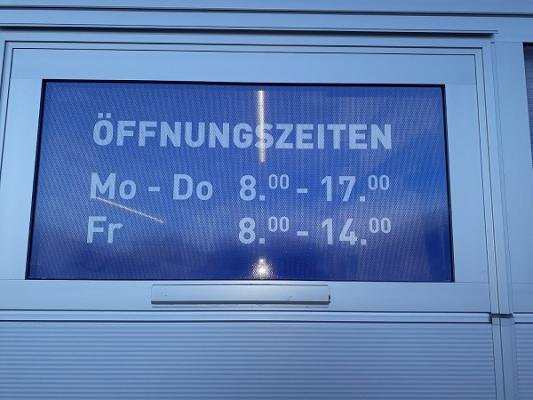 ÖFFNUNGSZEITEN
Mo - Do 8.00 - 17.00
Fr 8.00 - 14.00